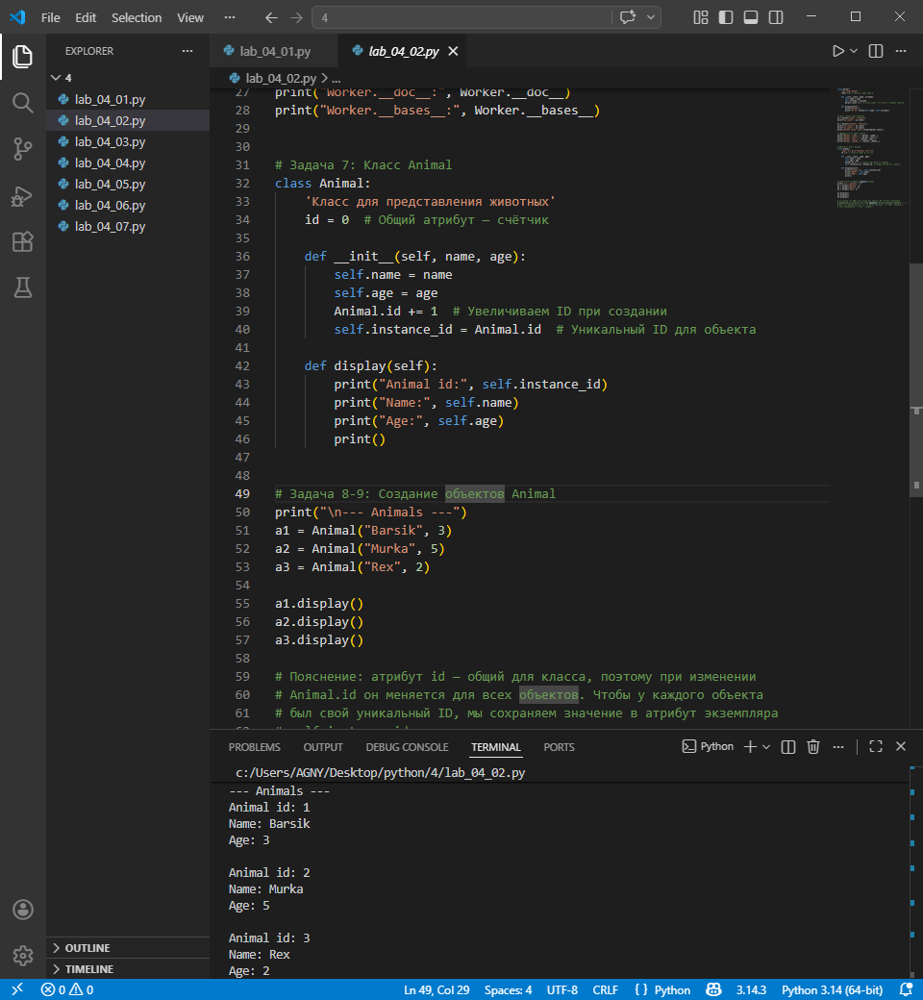 File Edit Selection View ··· 4
EXPLORER ···
4
lab_04_01.py
lab_04_02.py
lab_04_03.py
lab_04_04.py
lab_04_05.py
lab_04_06.py
lab_04_07.py
OUTLINE
TIMELINE
lab_04_01.py lab_04_02.py
lab_04_02.py > ...
27 print("Worker.__doc__:", Worker.__doc__)
28 print("Worker.__bases__:", Worker.__bases__)
29
30
31 # Задача 7: Класс Animal
32 class Animal:
33 'Класс для представления животных'
34 id = 0 # Общий атрибут — счётчик
35
36 def __init__(self, name, age):
37 self.name = name
38 self.age = age
39 Animal.id += 1 # Увеличиваем ID при создании
40 self.instance_id = Animal.id # Уникальный ID для объекта
41
42 def display(self):
43 print("Animal id:", self.instance_id)
44 print("Name:", self.name)
45 print("Age:", self.age)
46 print()
47
48
49 # Задача 8-9: Создание объектов Animal
50 print("\n--- Animals ---")
51 a1 = Animal("Barsik", 3)
52 a2 = Animal("Murka", 5)
53 a3 = Animal("Rex", 2)
54
55 a1.display()
56 a2.display()
57 a3.display()
58
59 # Пояснение: атрибут id — общий для класса, поэтому при изменении
60 # Animal.id он меняется для всех объектов. Чтобы у каждого объекта
61 # был свой уникальный ID, мы сохраняем значение в атрибут экземпляра
PROBLEMS OUTPUT DEBUG CONSOLE TERMINAL PORTS Python
c:/Users/AGNY/Desktop/python/4/lab_04_02.py
--- Animals ---
Animal id: 1
Name: Barsik
Age: 3
Animal id: 2
Name: Murka
Age: 5
Animal id: 3
Name: Rex
Age: 2
0 0 Ln 49, Col 29 Spaces: 4 UTF-8 CRLF { } Python 3.14.3 Python 3.14 (64-bit)